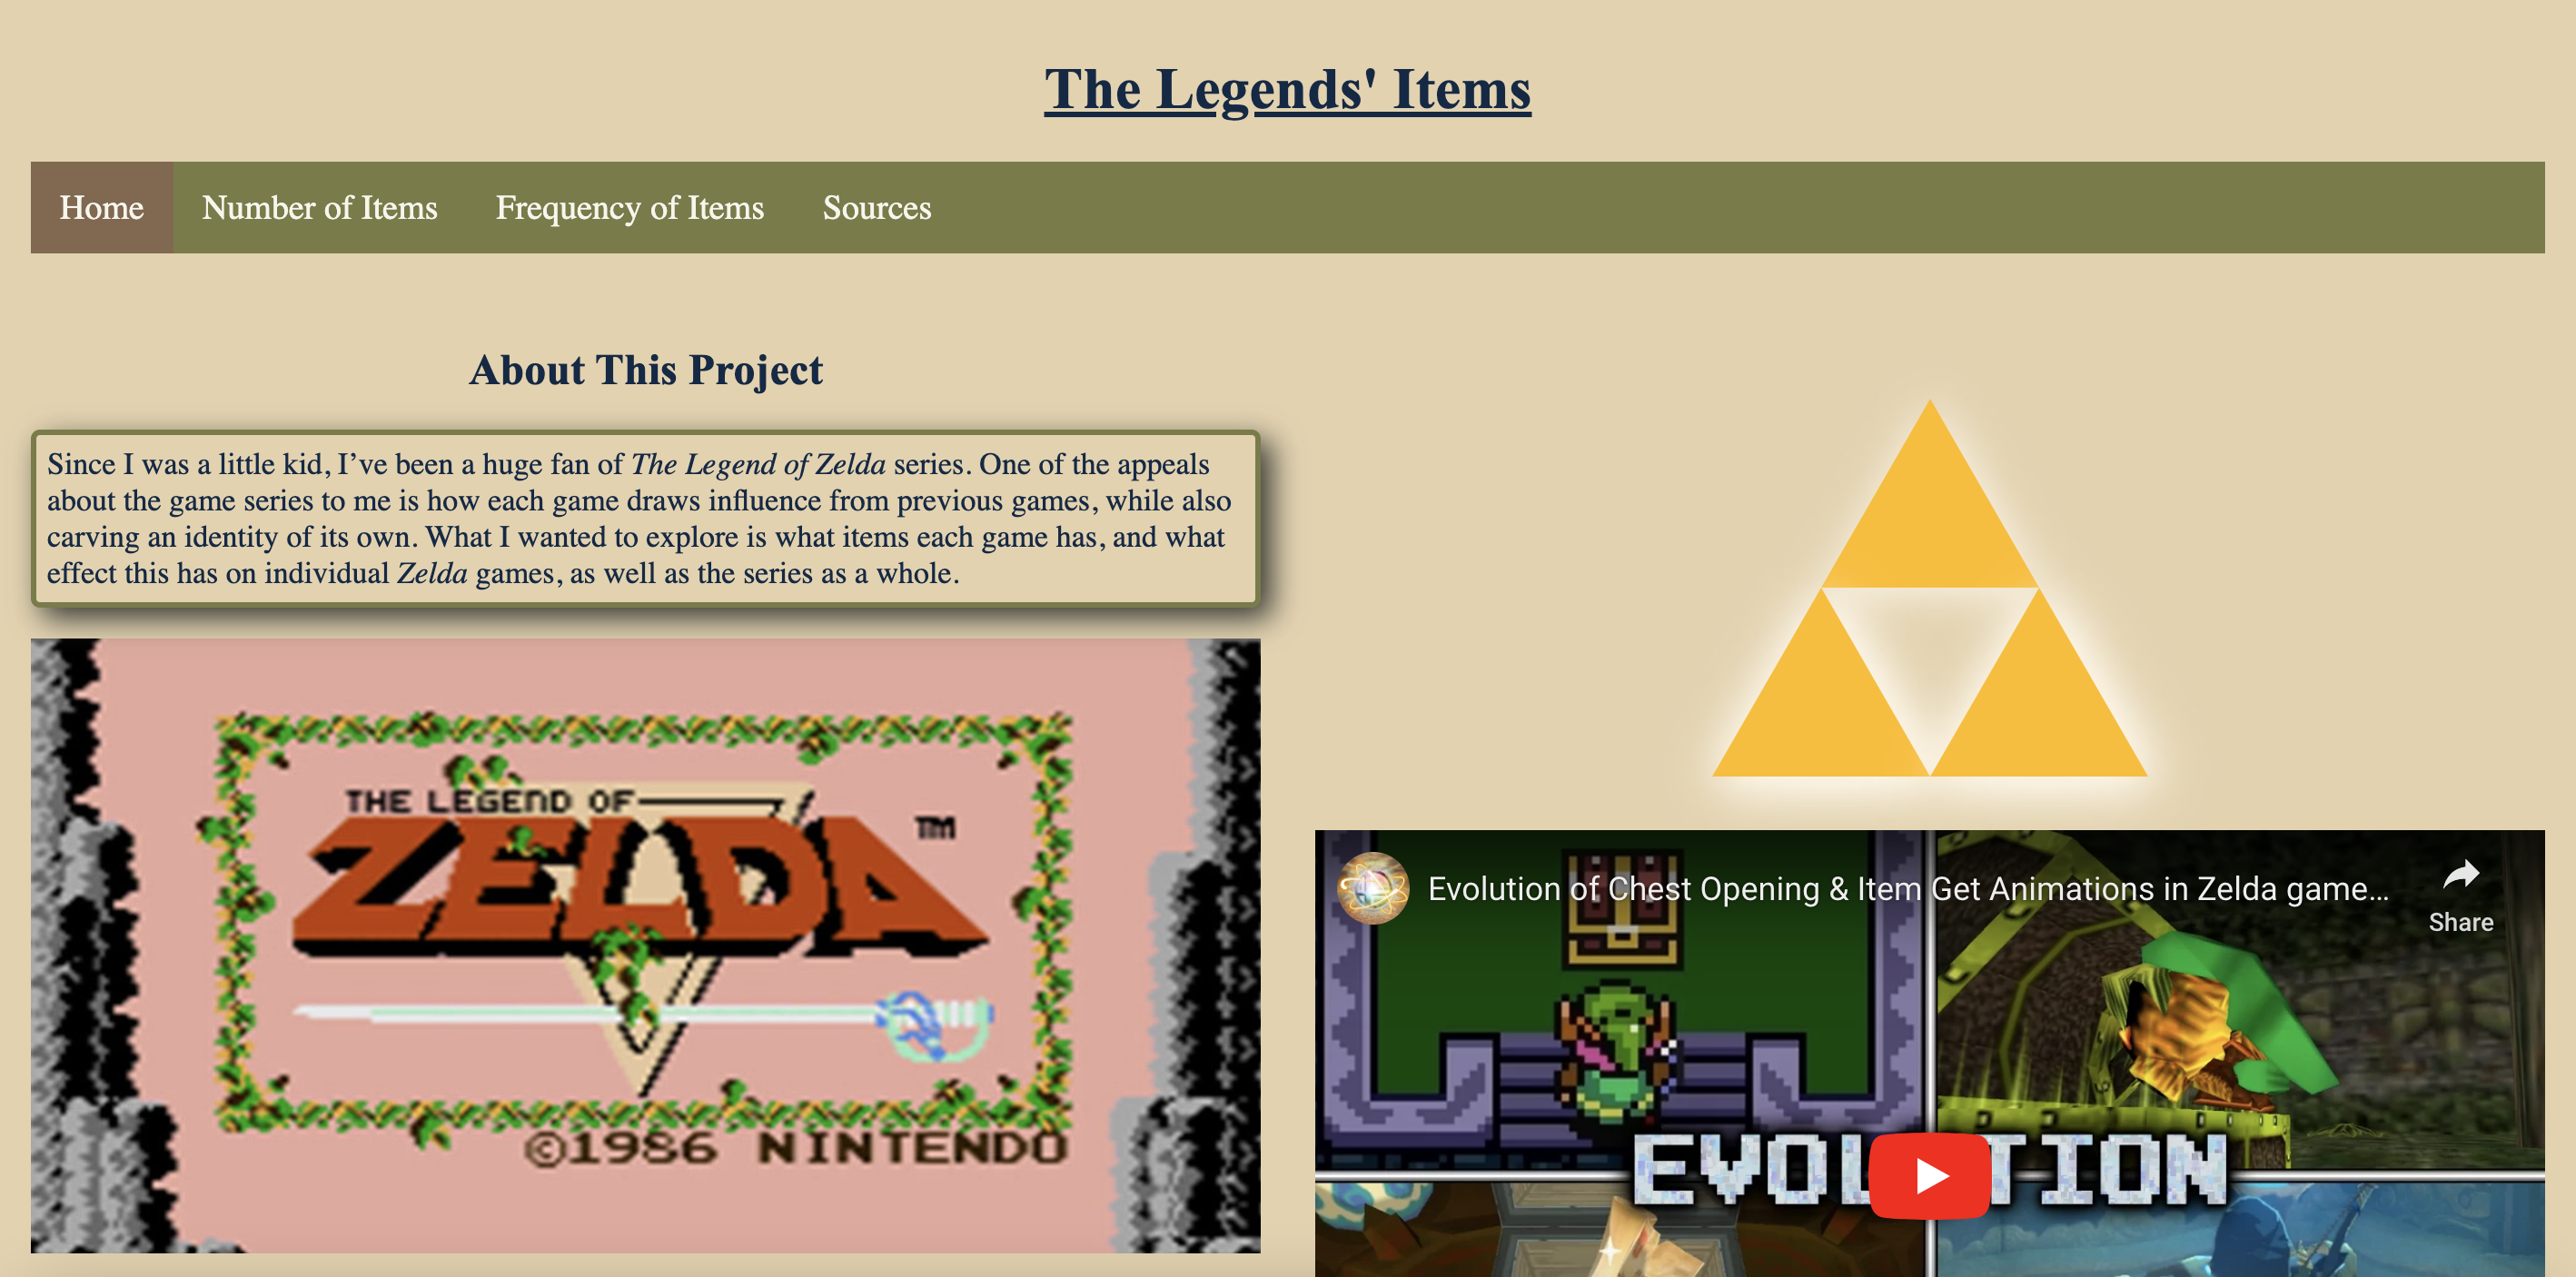 The Legends' Items
Home
Number of Items
Frequency of Items
Sources
About This Project
Since I was a little kid, I’ve been a huge fan of The Legend of Zelda series. One of the appeals
about the game series to me is how each game draws influence from previous games, while also
carving an identity of its own. What I wanted to explore is what items each game has, and what
effect this has on individual Zelda games, as well as the series as a whole.
THE LEGEND OF
ZELDA TM
©1986 NINTENDO
Evolution of Chest Opening & Item Get Animations in Zelda game...
Share